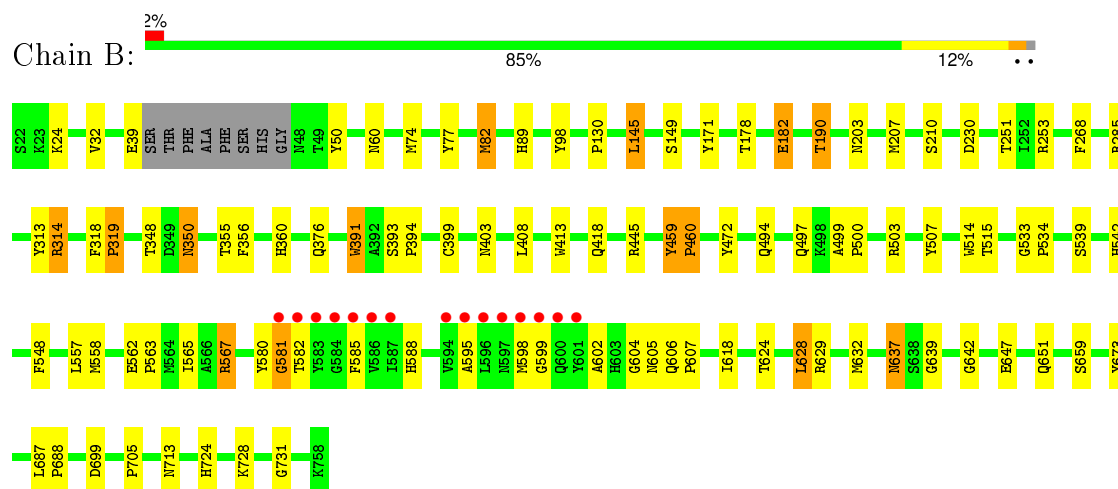 2%
Chain B:
85% 12% • •
S22 K23 K24 V32 E39 SER THR PHE ALA PHE SER HIS GLY N48 T49 Y50 N60 M74 Y77 M82 H89 Y98 P130 L145 S149 Y171 T178 E182 T190 N203 M207 S210 D230 T251 I252 R253 F268
Y313 R314 F318 P319 T348 D349 N350 T355 F356 H360 Q376 W391 A392 S393 P394 C399 N403 L408 W413 Q418 R445 Y459 P460 Y472 Q494 Q497 K498 A499 P500 R503 Y507 W514 T515 G533 P534 S539
F548 L557 M558 E562 P563 M564 I565 A566 R567 Y580 G581 T582 Y583 G584 F585 V586 I587 H588 V594 A595 L596 N597 M598 G599 Q600 Y601 A602 H603 G604 N605 Q606 P607 I618 T624 L628 R629 M632 N637 S638 G639 G642 E647 Q651 S659
L687 P688 D699 P705 N713 H724 K728 G731 K758